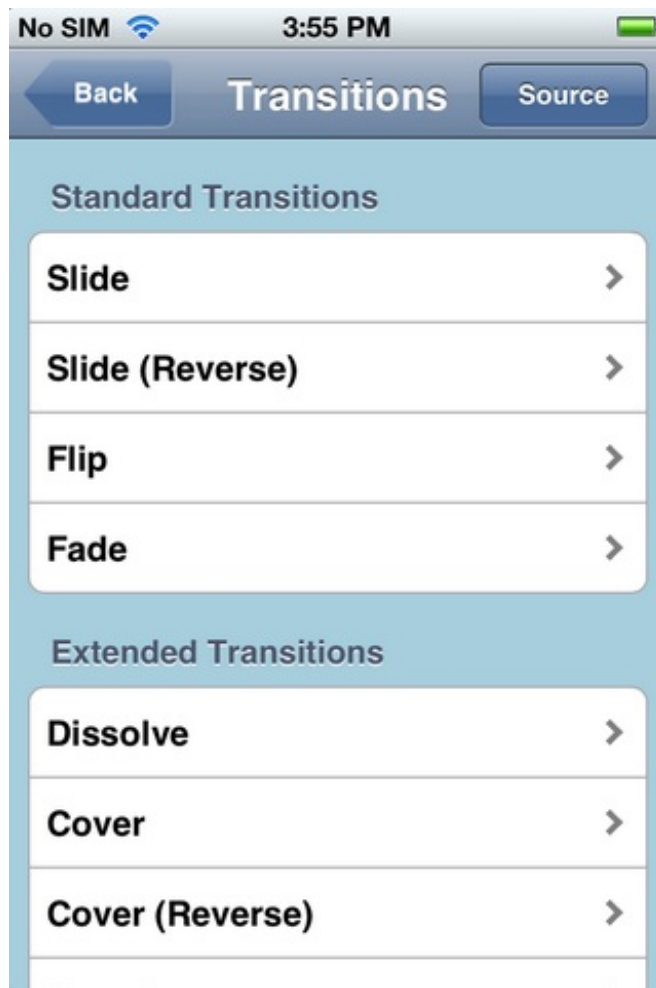 No SIM 3:55 PM
Back Transitions Source
Standard Transitions
Slide
Slide (Reverse)
Flip
Fade
Extended Transitions
Dissolve
Cover
Cover (Reverse)